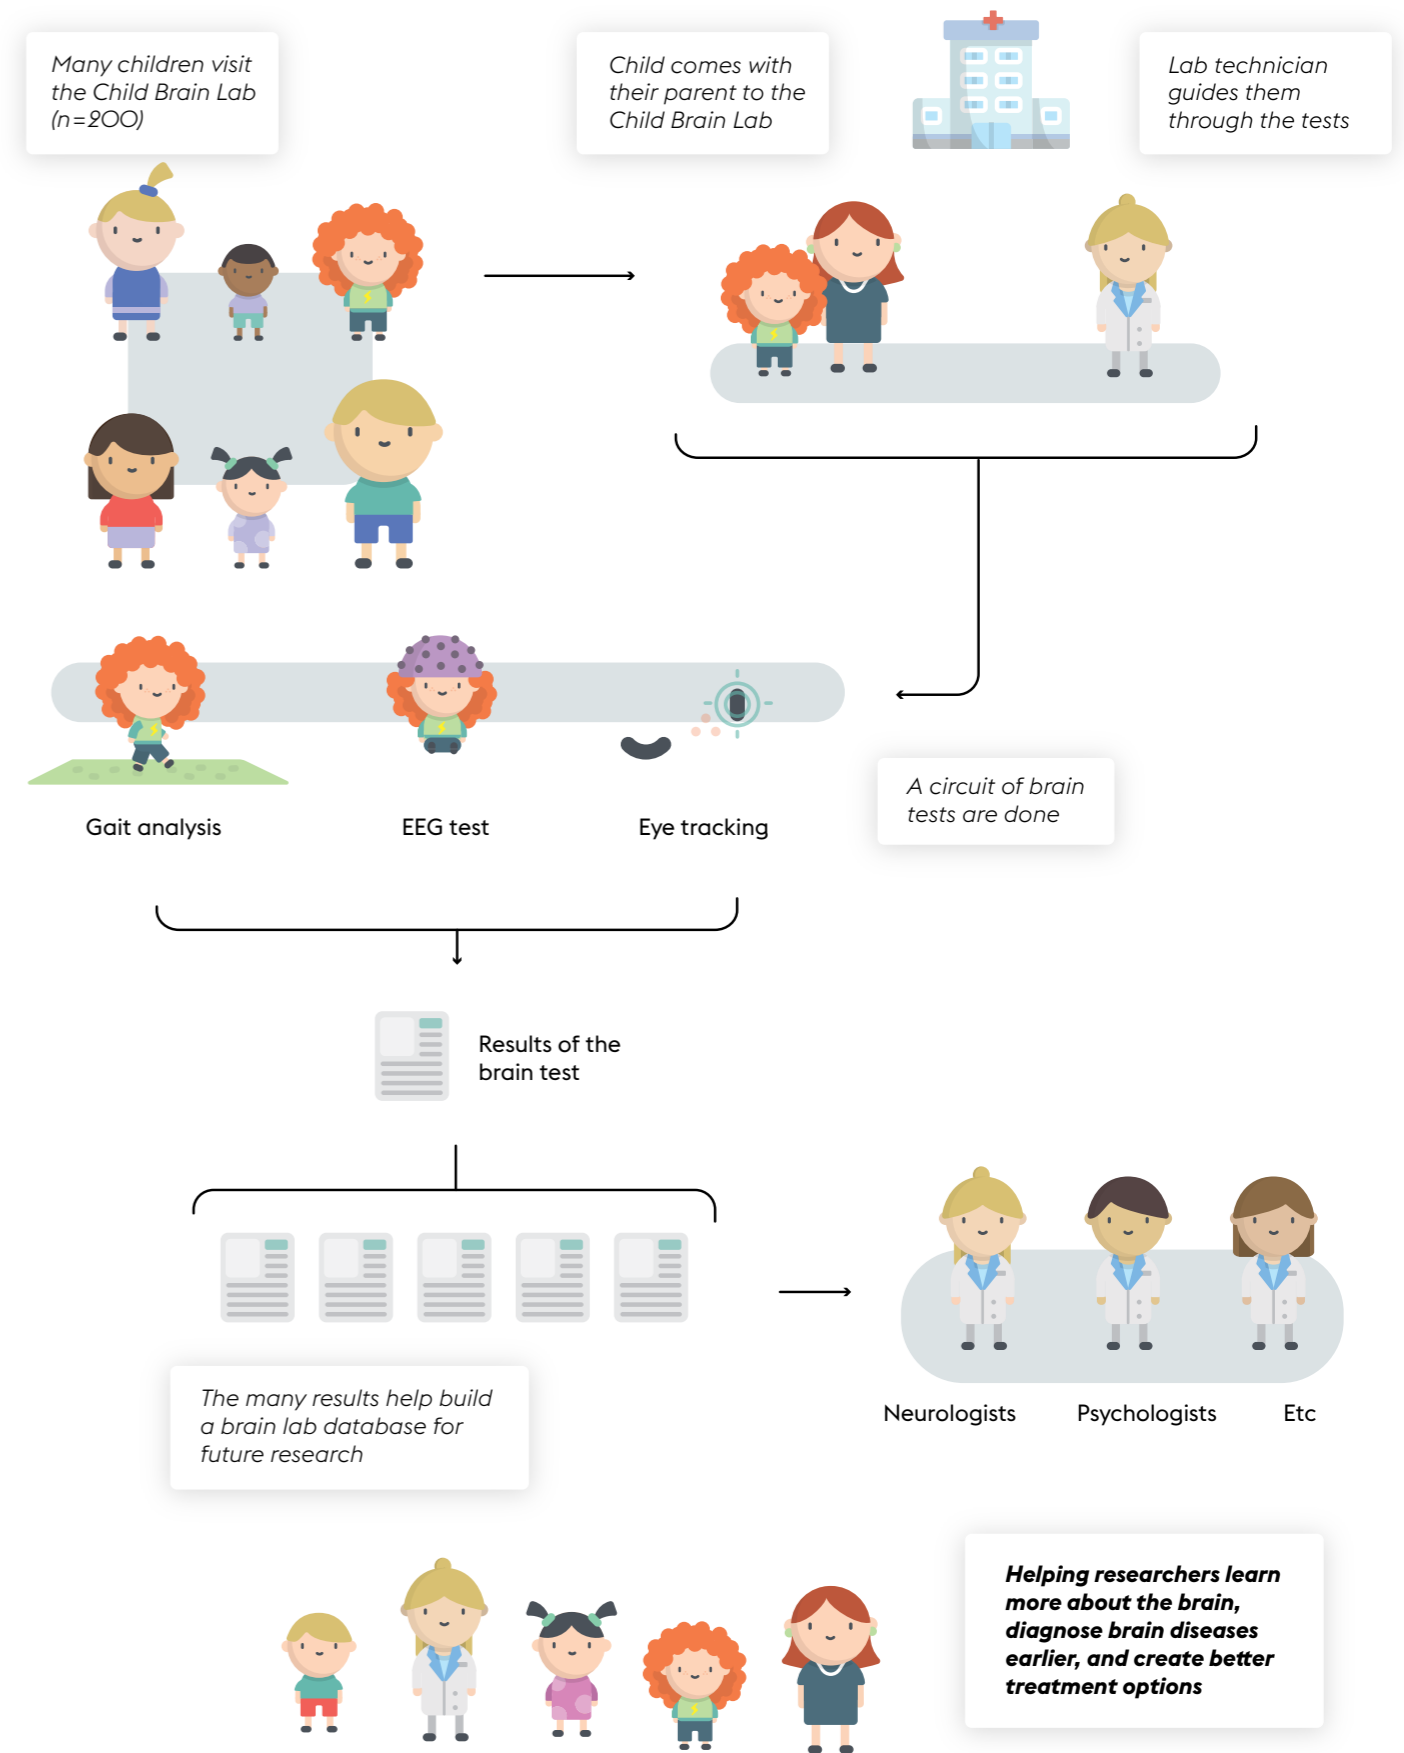 Many children visit
the Child Brain Lab
(n=200)
Child comes with
their parent to the
Child Brain Lab
Lab technician
guides them
through the tests
Gait analysis
EEG test
Eye tracking
A circuit of brain
tests are done
Results of the
brain test
The many results help build
a brain lab database for
future research
Neurologists
Psychologists
Etc
Helping researchers learn
more about the brain,
diagnose brain diseases
earlier, and create better
treatment options